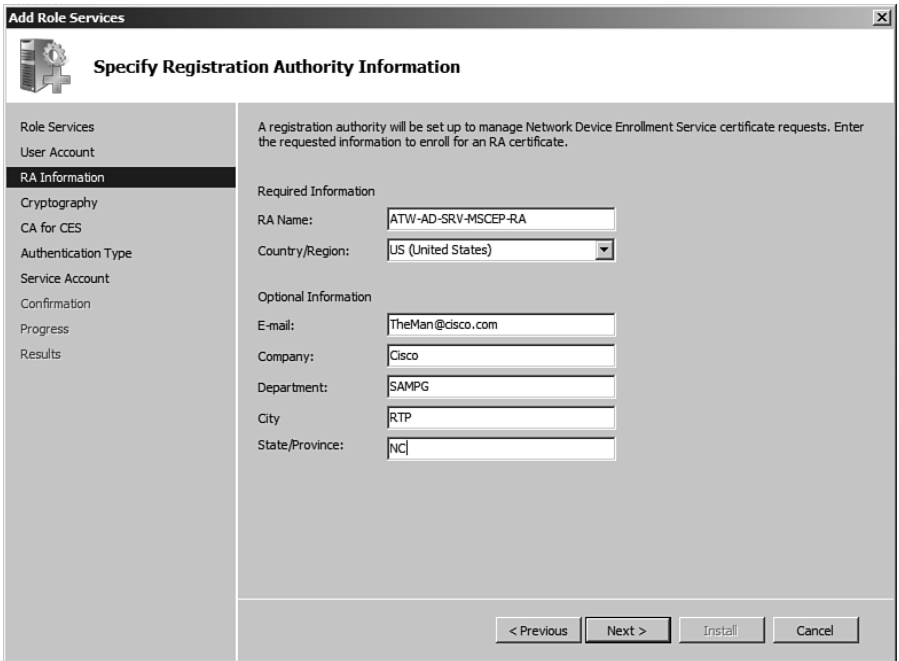 Add Role Services
Specify Registration Authority Information
Role Services
User Account
RA Information
Cryptography
CA for CES
Authentication Type
Service Account
Confirmation
Progress
Results
A registration authority will be set up to manage Network Device Enrollment Service certificate requests. Enter
the requested information to enroll for an RA certificate.
Required Information
RA Name: ATW-AD-SRV-MSCEP-RA
Country/Region: US (United States)
Optional Information
E-mail: TheMan@cisco.com
Company: Cisco
Department: SAMPG
City RTP
State/Province: NC
< Previous Next > Install Cancel